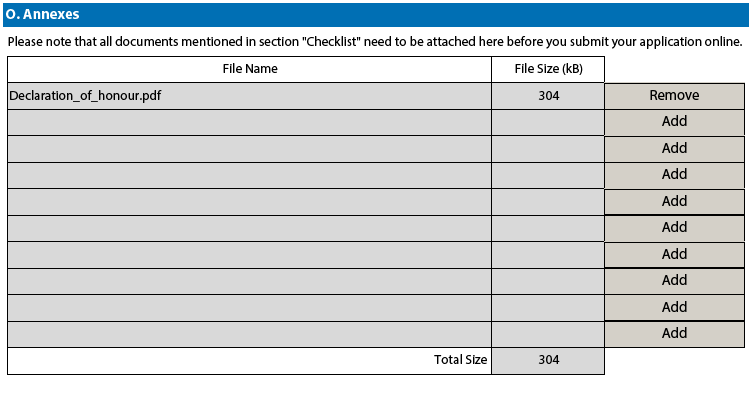 O. Annexes
Please note that all documents mentioned in section "Checklist" need to be attached here before you submit your application online.
File Name File Size (kB)
Declaration_of_honour.pdf 304 Remove
Add
Add
Add
Add
Add
Add
Add
Add
Add
Total Size 304